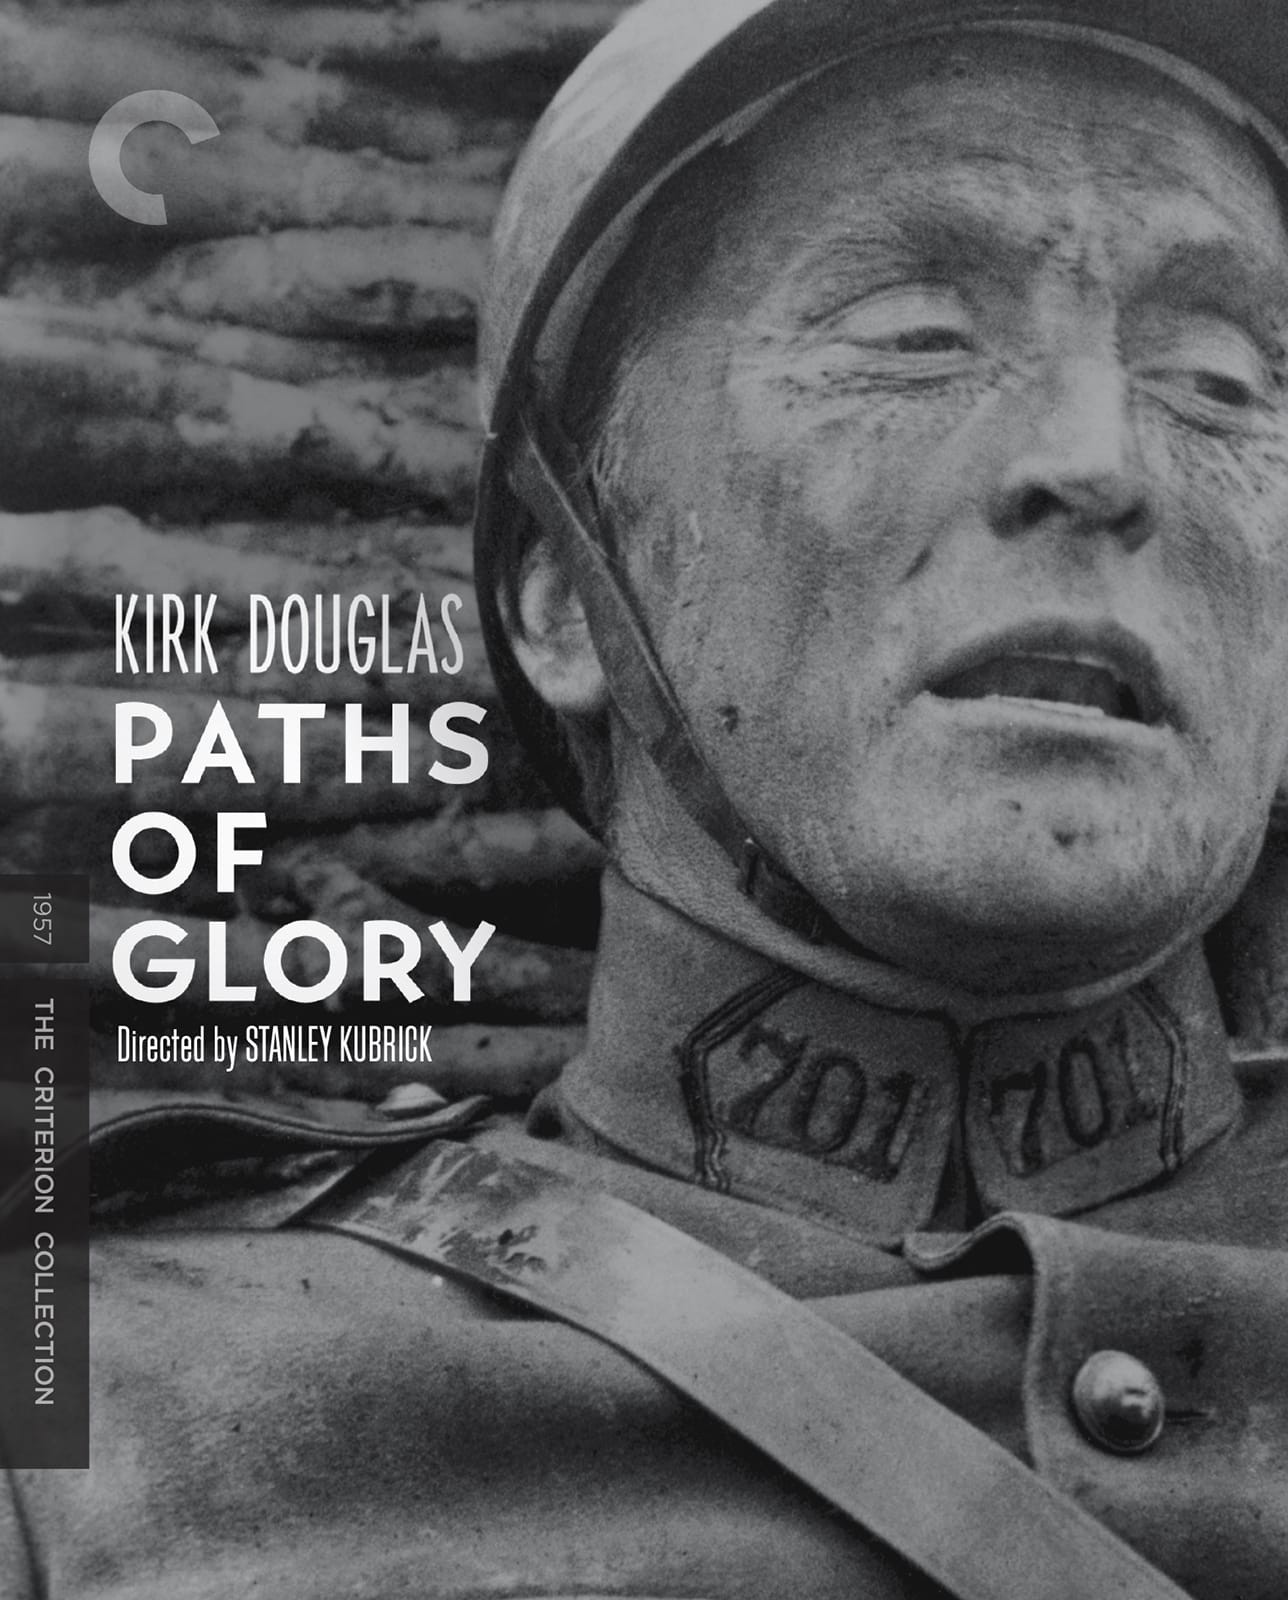 KIRK DOUGLAS
PATHS
OF
GLORY
Directed by STANLEY KUBRICK
1957
THE CRITERION COLLECTION
701 701